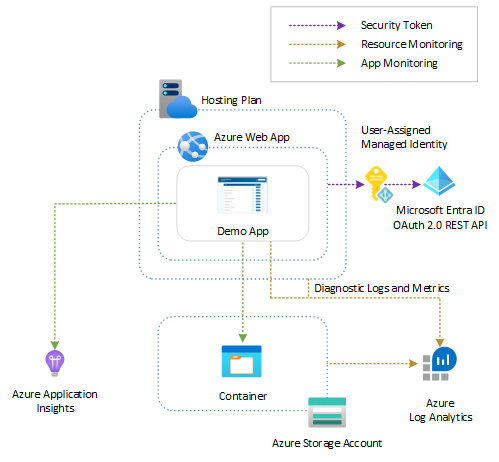 Security Token
Resource Monitoring
App Monitoring
Hosting Plan
Azure Web App
User-Assigned
Managed Identity
Demo App
Microsoft Entra ID
OAuth 2.0 REST API
Diagnostic Logs and Metrics
Azure Application
Insights
Container
Azure
Log Analytics
Azure Storage Account